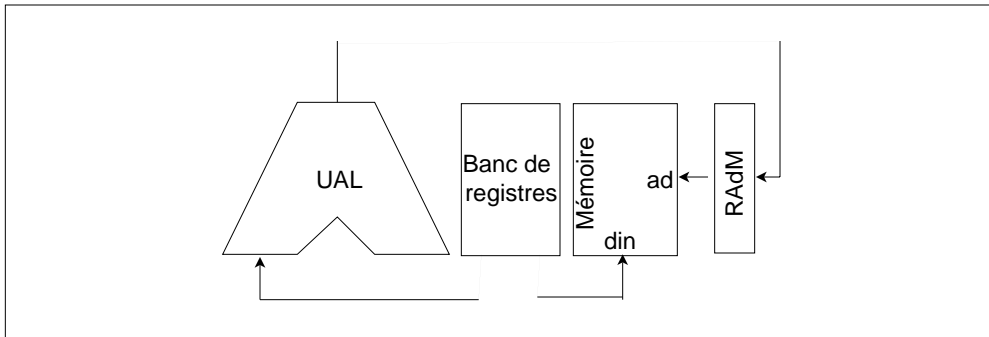 UAL
Banc de
registres
Mémoire
ad
din
RAdM